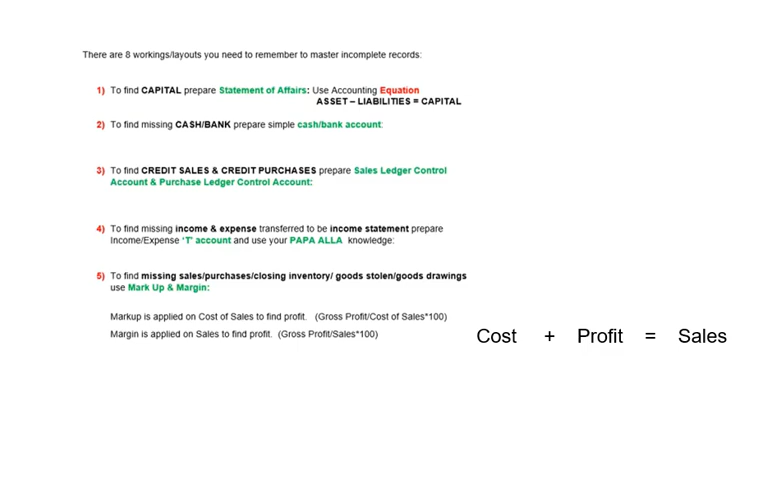 There are 8 workings/layouts you need to remember to master incomplete records:
1) To find CAPITAL prepare Statement of Affairs: Use Accounting Equation
ASSET – LIABILITIES = CAPITAL
2) To find missing CASH/BANK prepare simple cash/bank account:
3) To find CREDIT SALES & CREDIT PURCHASES prepare Sales Ledger Control
Account & Purchase Ledger Control Account:
4) To find missing income & expense transferred to be income statement prepare
Income/Expense 'T' account and use your PAPA ALLA knowledge:
5) To find missing sales/purchases/closing inventory/ goods stolen/goods drawings
use Mark Up & Margin:
Markup is applied on Cost of Sales to find profit. (Gross Profit/Cost of Sales*100)
Margin is applied on Sales to find profit. (Gross Profit/Sales*100)
Cost + Profit = Sales